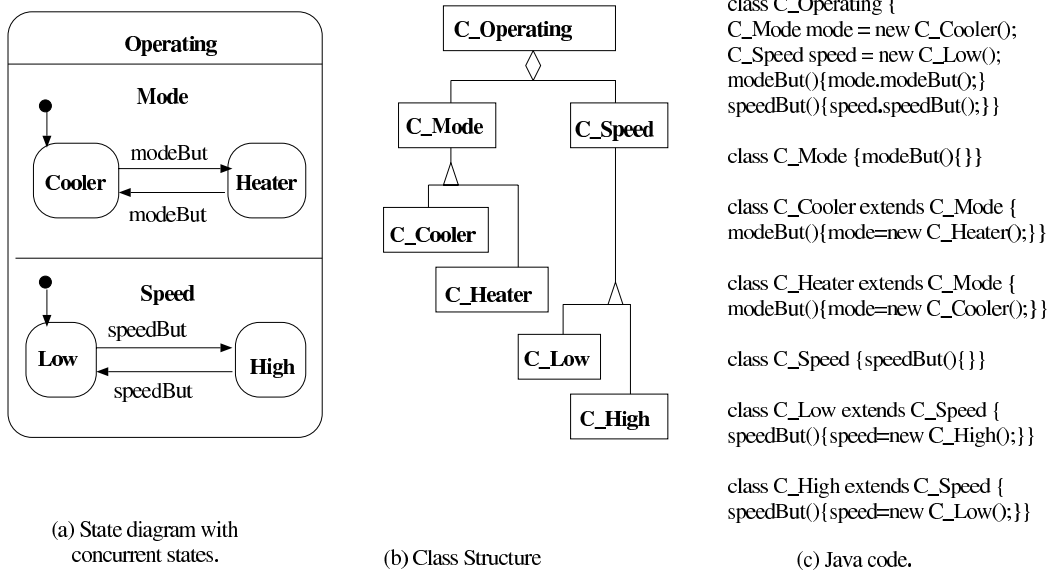 Operating
Mode
Cooler
modeBut
Heater
modeBut
Speed
speedBut
Low
High
speedBut
(a) State diagram with
concurrent states.
C_Operating
C_Mode
C_Speed
C_Cooler
C_Heater
C_Low
C_High
(b) Class Structure
class C_Operating {
C_Mode mode = new C_Cooler();
C_Speed speed = new C_Low();
modeBut(){mode.modeBut();}
speedBut(){speed.speedBut();}}
class C_Mode {modeBut(){}}
class C_Cooler extends C_Mode {
modeBut(){mode=new C_Heater();}}
class C_Heater extends C_Mode {
modeBut(){mode=new C_Cooler();}}
class C_Speed {speedBut(){}}
class C_Low extends C_Speed {
speedBut(){speed=new C_High();}}
class C_High extends C_Speed {
speedBut(){speed=new C_Low();}}
(c) Java code.